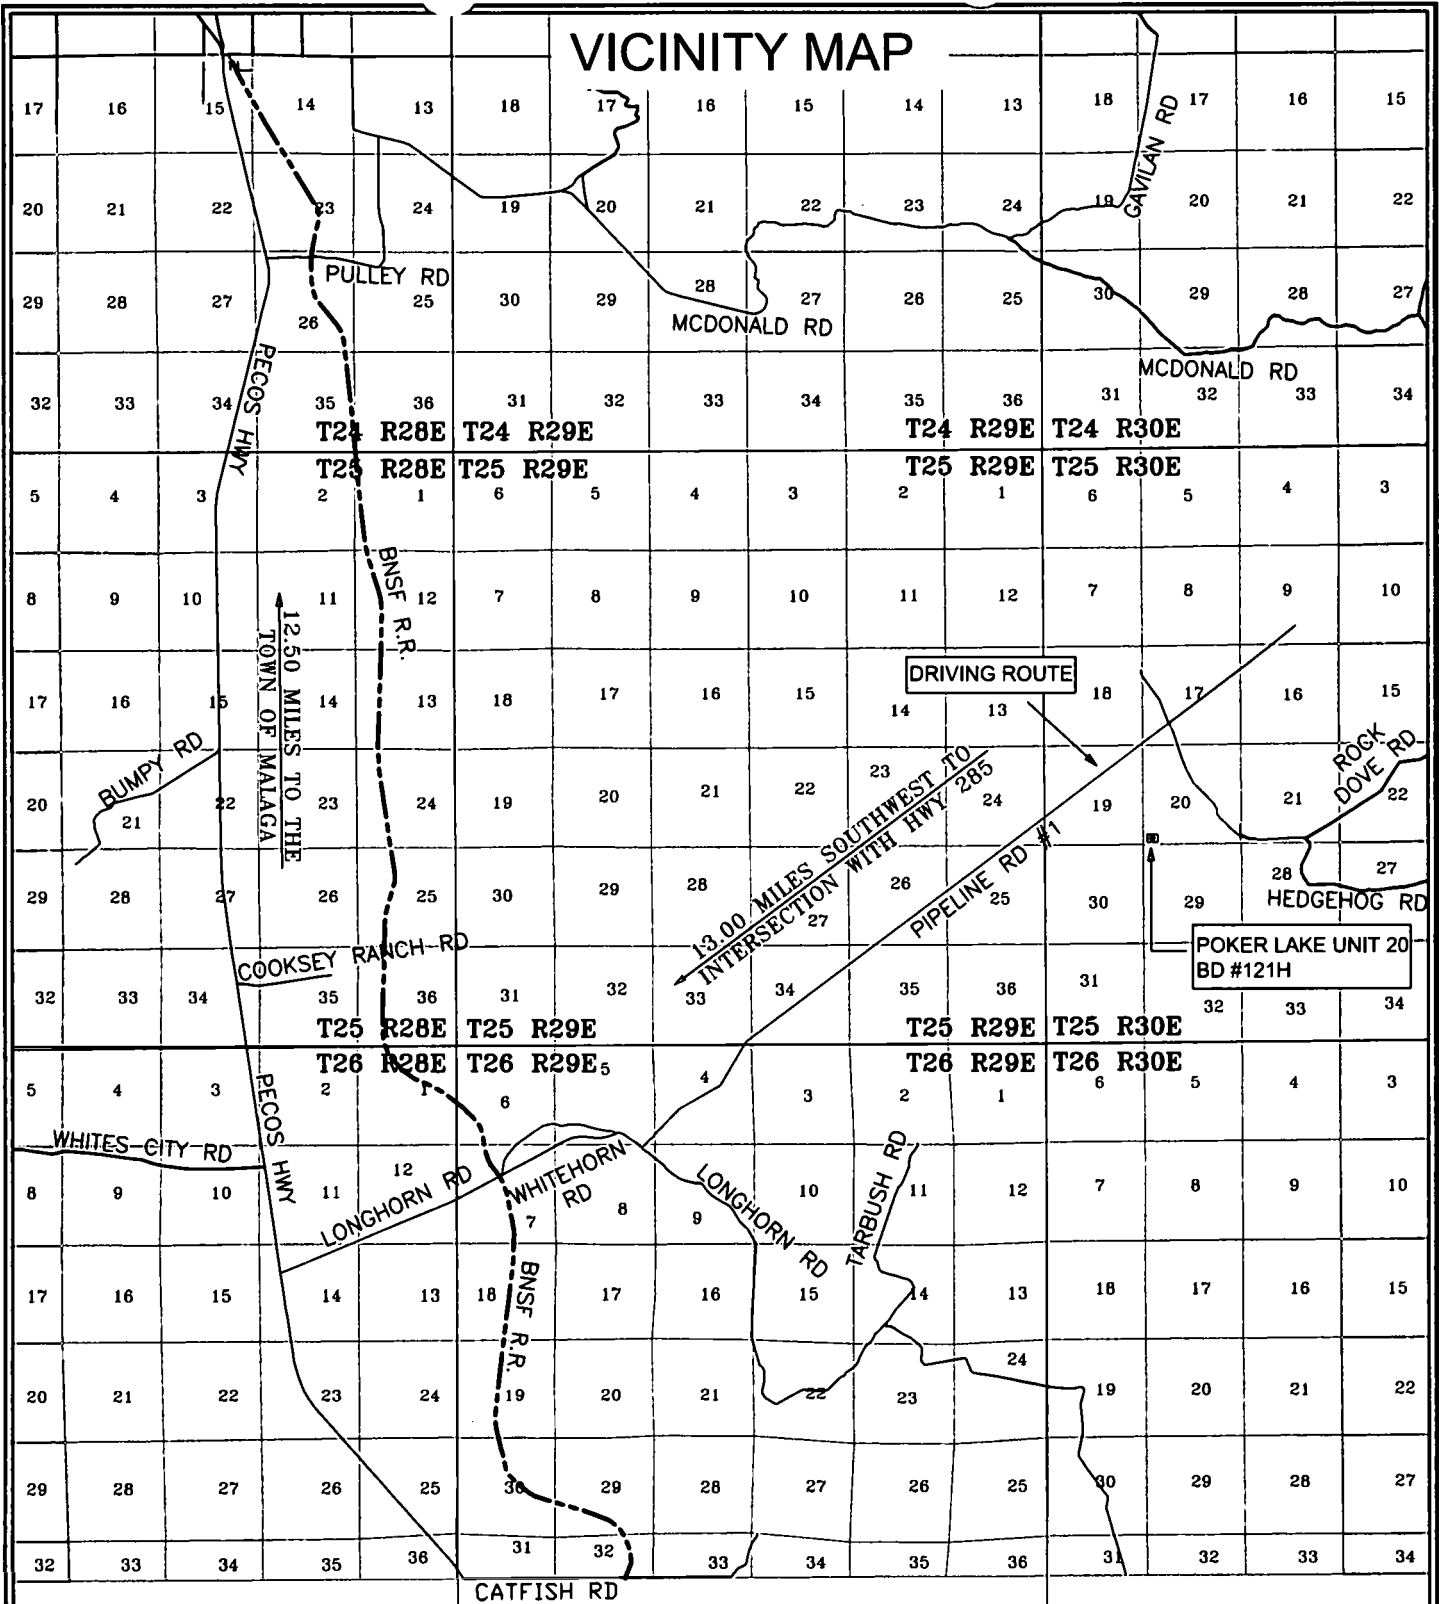 VICINITY MAP
17 16 15 14 13 18 17 16 15 14 13 18 17 16 15
GAVILAN RD
20 21 22 23 24 19 20 21 22 23 24 19 20 21 22
PULLEY RD
29 28 27 26 25 30 29 28 27 26 25 30 29 28 27
MCDONALD RD
MCDONALD RD
PECOS HWY
32 33 34 35 36 31 32 33 34 35 36 31 32 33 34
T24 R28E T24 R29E T24 R29E T24 R30E
T25 R28E T25 R29E T25 R29E T25 R30E
5 4 3 2 1 6 5 4 3 2 1 6 5 4 3
BNSF R.R.
8 9 10 11 12 7 8 9 10 11 12 7 8 9 10
12.50 MILES TO THE
TOWN OF MALAGA
DRIVING ROUTE
17 16 15 14 13 18 17 16 15 14 13 18 17 16 15
BUMPY RD
ROCK
DOVE RD
20 21 22 23 24 19 20 21 22 23 24 19 20 21 22
13.00 MILES SOUTHWEST TO
INTERSECTION WITH HWY 285
PIPELINE RD #1
29 28 27 26 25 30 29 28 27 26 25 30 29 28 27
HEDGEHOG RD
COOKSEY RANCH RD
POKER LAKE UNIT 20
BD #121H
32 33 34 35 36 31 32 33 34 35 36 31 32 33 34
T25 R28E T25 R29E T25 R29E T25 R30E
T26 R28E T26 R29E T26 R29E T26 R30E
5 4 3 2 1 6 5 4 3 2 1 6 5 4 3
PECOS HWY
WHITES CITY RD
LONGHORN RD
WHITEHORN
RD
LONGHORN RD
TARBUSH RD
8 9 10 11 12 7 8 9 10 11 12 7 8 9 10
BNSF R.R.
17 16 15 14 13 18 17 16 15 14 13 18 17 16 15
20 21 22 23 24 19 20 21 22 23 24 19 20 21 22
29 28 27 26 25 30 29 28 27 26 25 30 29 28 27
32 33 34 35 36 31 32 33 34 35 36 31 32 33 34
CATFISH RD